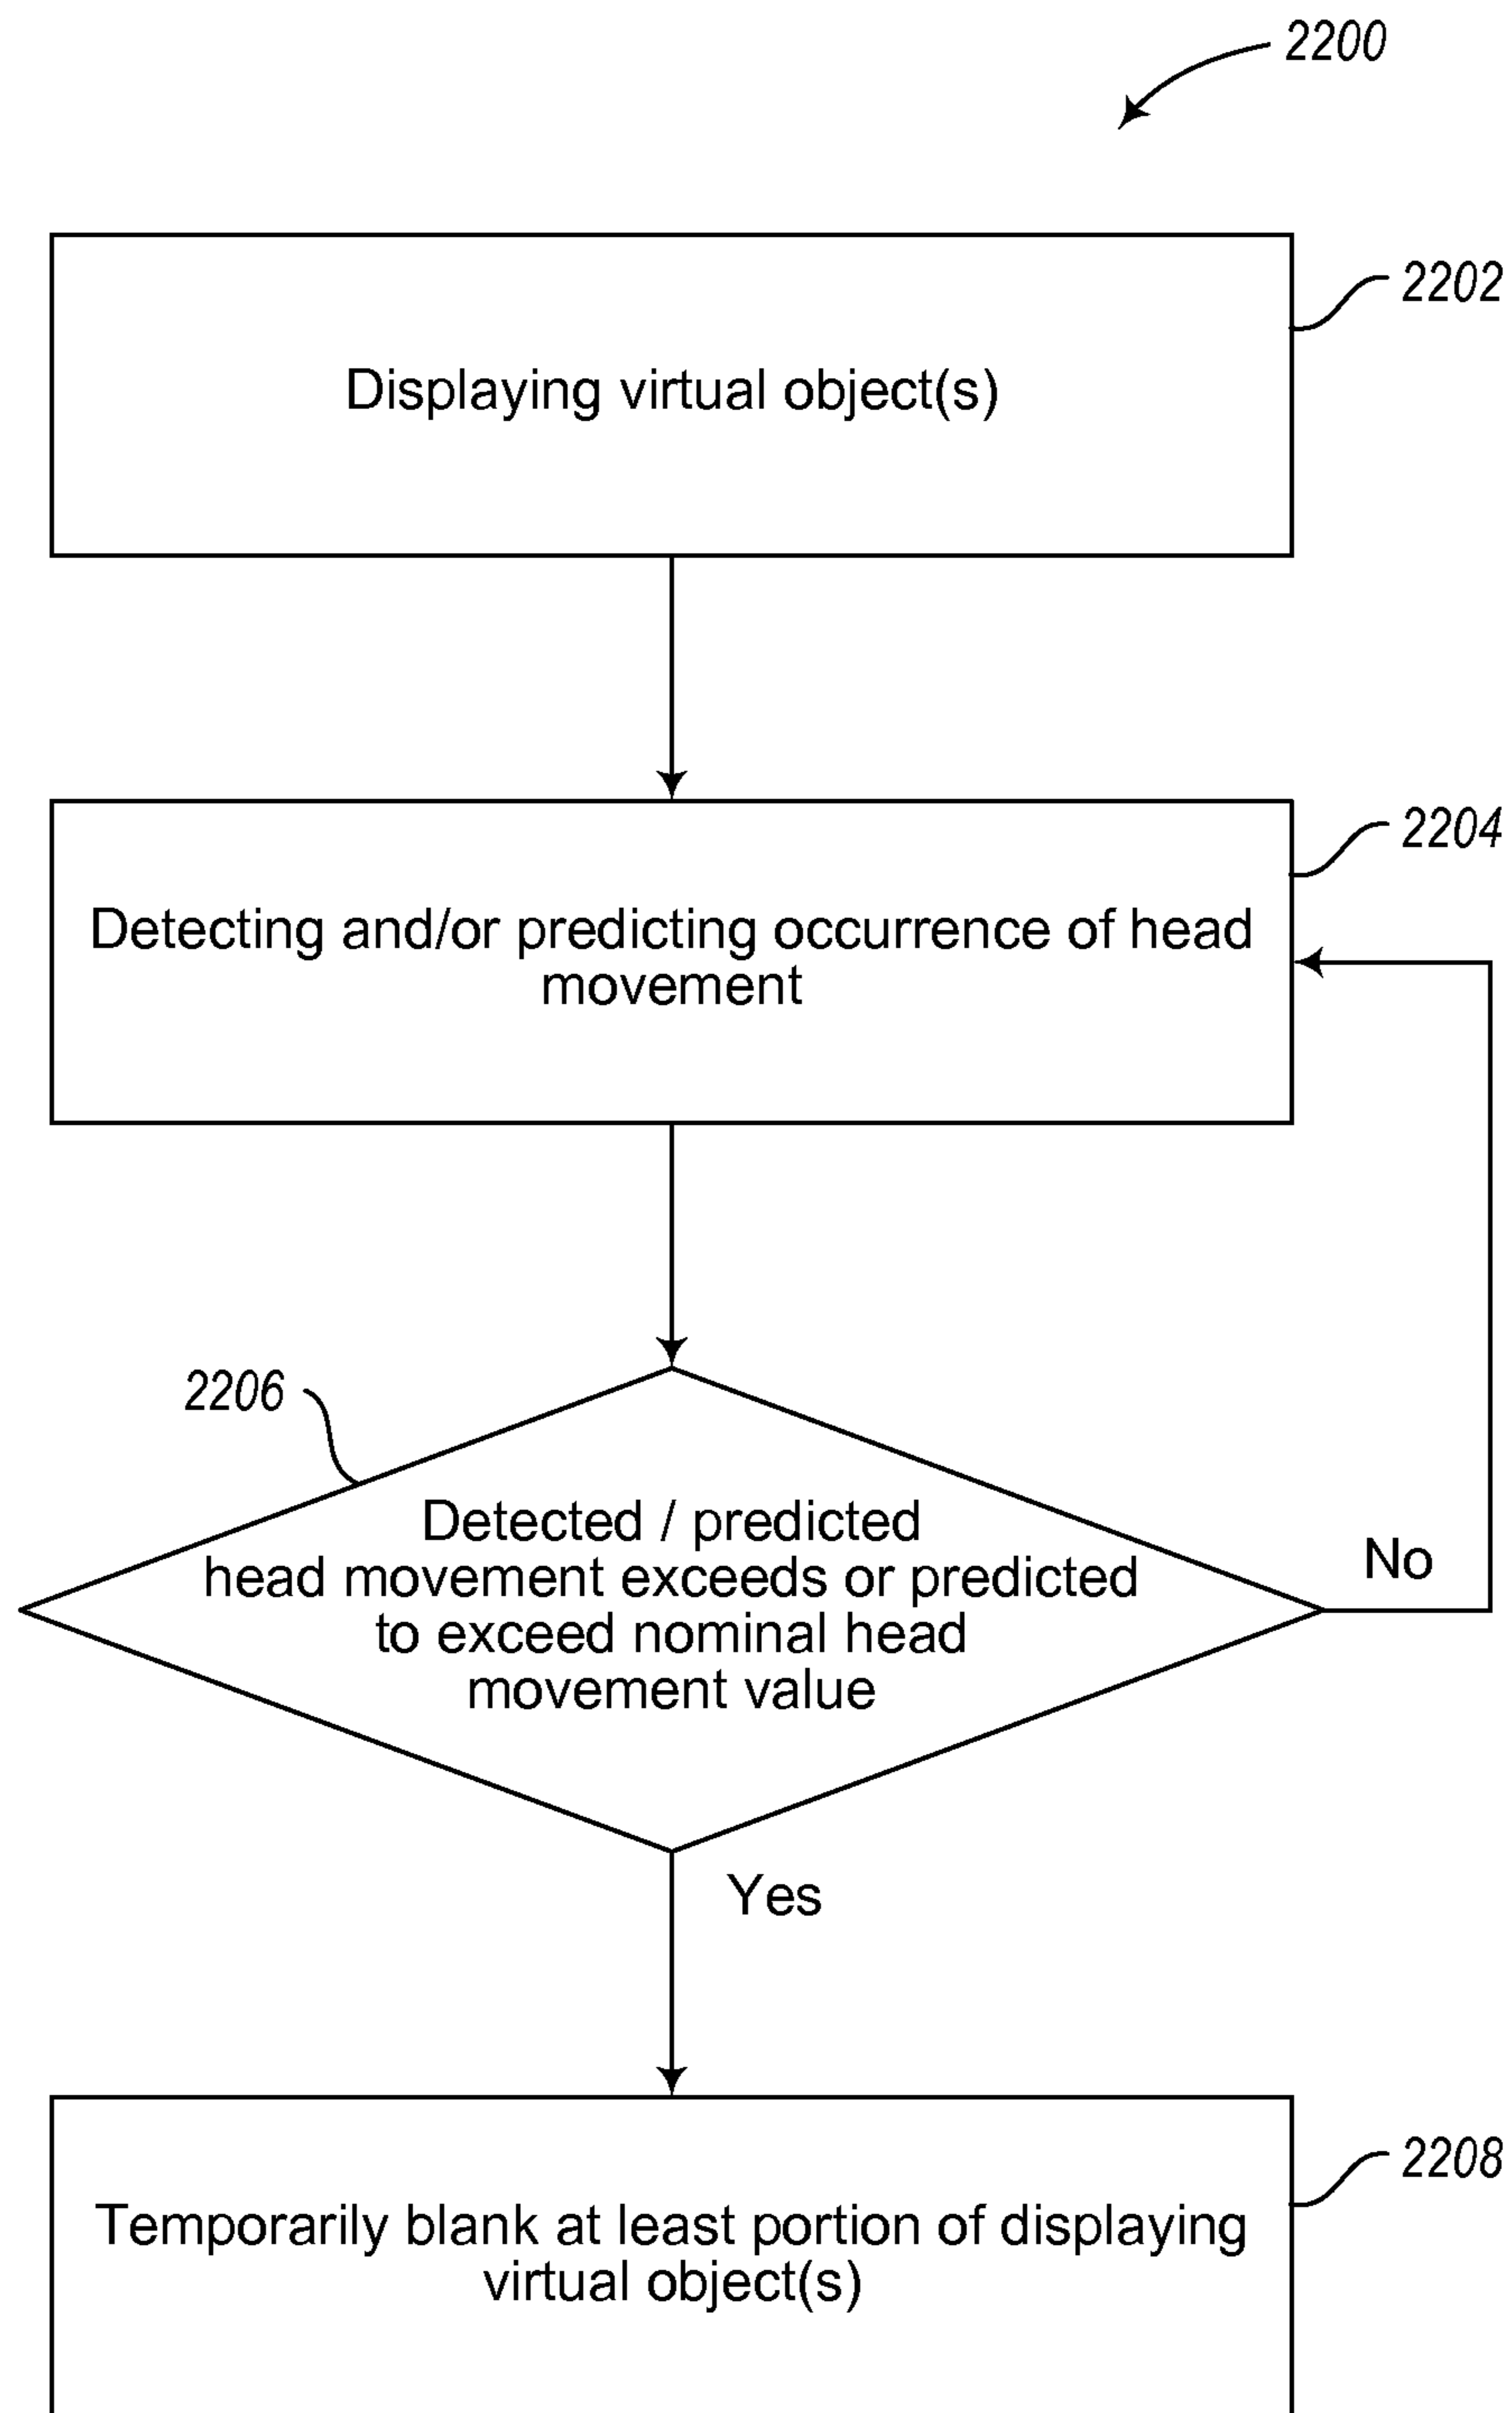 2200
2202
Displaying virtual object(s)
2204
Detecting and/or predicting occurrence of head
movement
2206
Detected / predicted
head movement exceeds or predicted
to exceed nominal head
movement value
No
Yes
2208
Temporarily blank at least portion of displaying
virtual object(s)